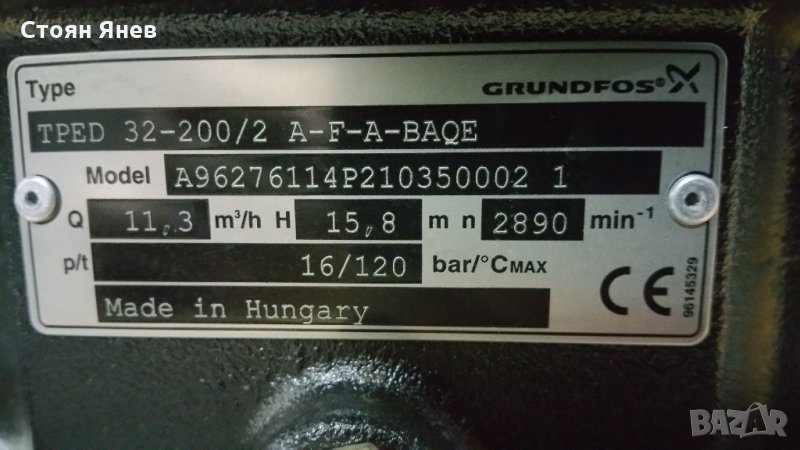 Стоян Янев
Type GRUNDFOS®
TPED 32-200/2 A-F-A-BAQE
Model A96276114P210350002 1
Q 11,3 m³/h H 15,8 m n 2890 min⁻¹
p/t 16/120 bar/°CMAX
Made in Hungary CE
96145329
BAZAR